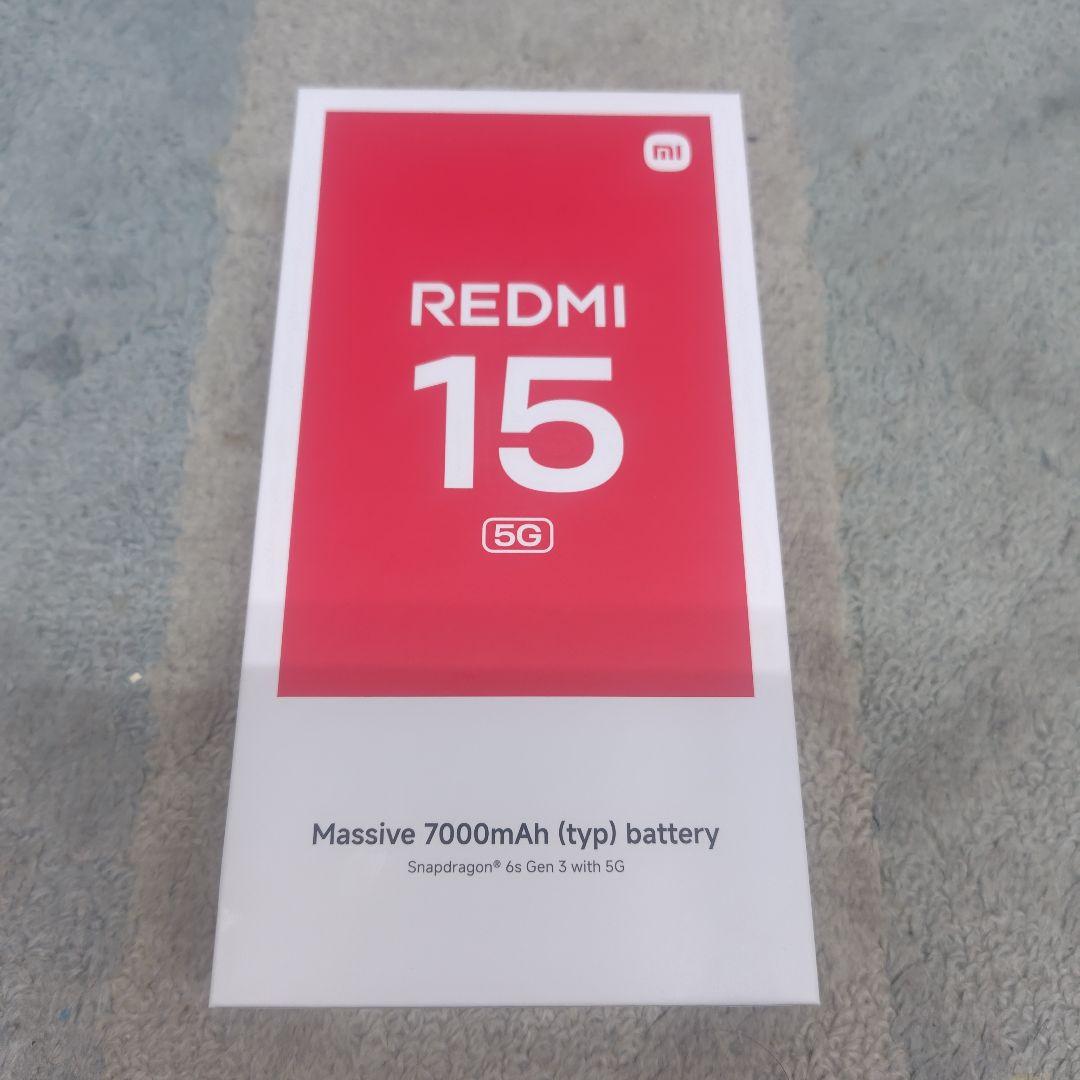 mi
REDMI
15
5G
Massive 7000mAh (typ) battery
Snapdragon® 6s Gen 3 with 5G